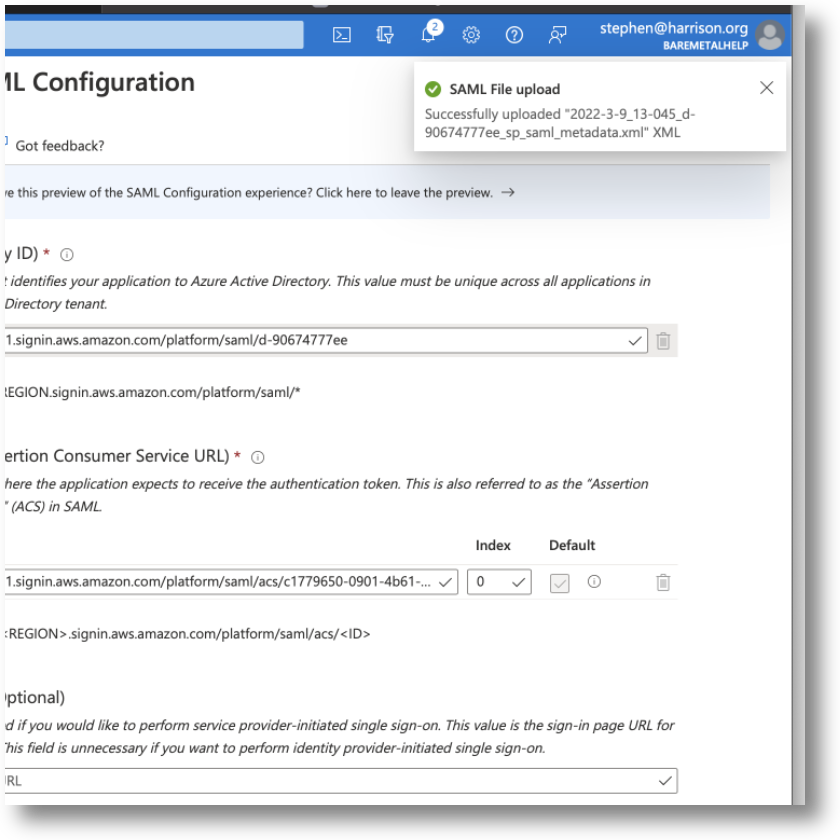 2
stephen@harrison.org
BAREMETALHELP
ML Configuration
SAML File upload
Successfully uploaded "2022-3-9_13-045_d-
90674777ee_sp_saml_metadata.xml" XML
Got feedback?
this preview of the SAML Configuration experience? Click here to leave the preview. →
y ID) *
identifies your application to Azure Active Directory. This value must be unique across all applications in
Directory tenant.
1.signin.aws.amazon.com/platform/saml/d-90674777ee
REGION.signin.aws.amazon.com/platform/saml/*
ertion Consumer Service URL) *
here the application expects to receive the authentication token. This is also referred to as the "Assertion
" (ACS) in SAML.
Index Default
1.signin.aws.amazon.com/platform/saml/acs/c1779650-0901-4b61-... 0
<REGION>.signin.aws.amazon.com/platform/saml/acs/<ID>
ptional)
d if you would like to perform service provider-initiated single sign-on. This value is the sign-in page URL for
his field is unnecessary if you want to perform identity provider-initiated single sign-on.
URL